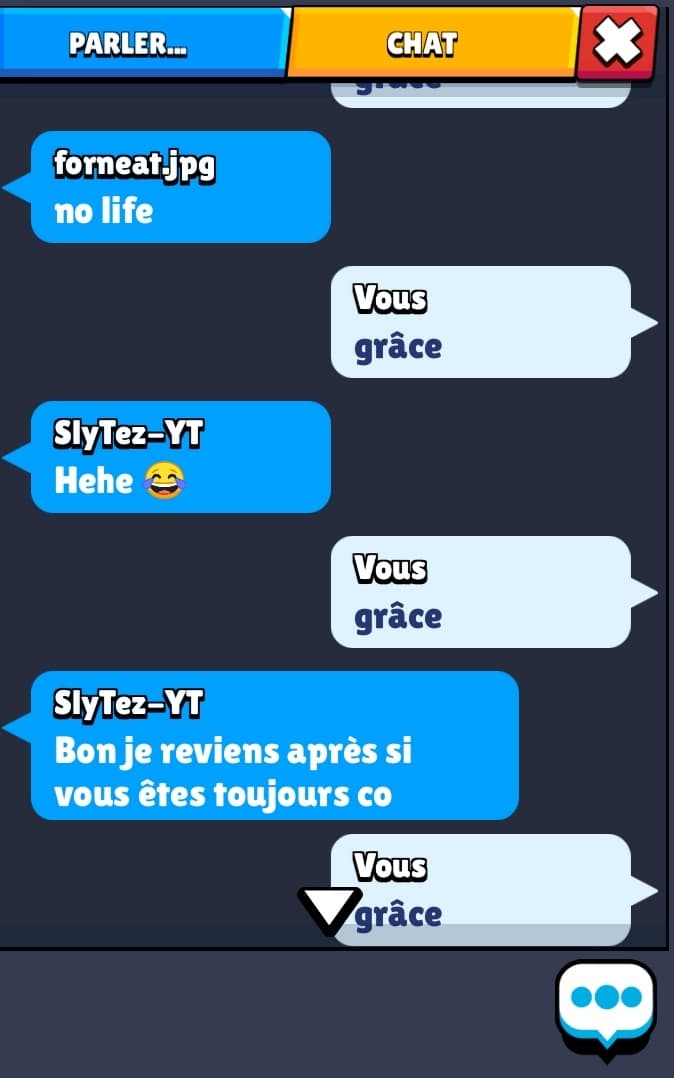 PARLER...
CHAT
forneat.jpg
no life
Vous
grâce
SlyTez-YT
Hehe 😂
Vous
grâce
SlyTez-YT
Bon je reviens après si
vous êtes toujours co
Vous
grâce